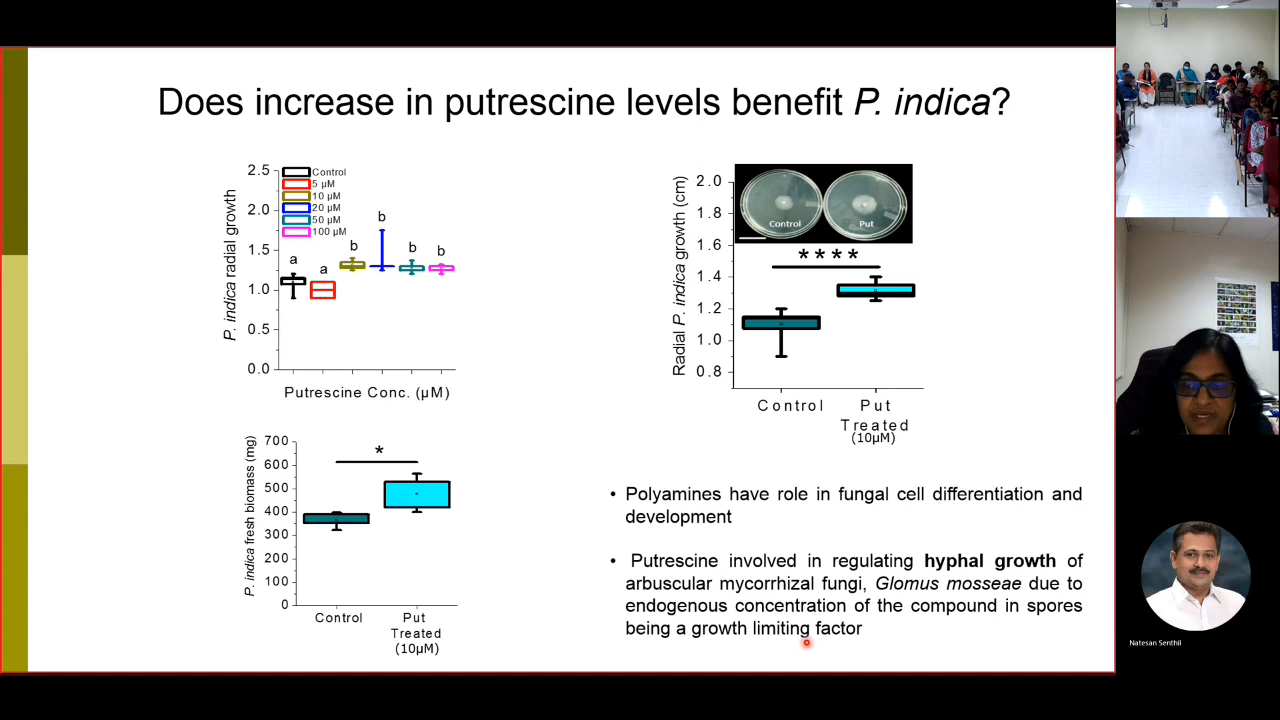 Does increase in putrescine levels benefit P. indica?
2.5
2.0
1.5
1.0
0.5
0.0
P. indica radial growth
Control
5 µM
10 µM
20 µM
50 µM
100 µM
a
a
b
b
b
b
Putrescine Conc. (µM)
2.0
1.8
1.6
1.4
1.2
1.0
0.8
Radial P. indica growth (cm)
Control
Put
****
Control
Put
Treated
(10µM)
700
600
500
400
300
200
100
0
P. indica fresh biomass (mg)
*
Control
Put
Treated
(10µM)
• Polyamines have role in fungal cell differentiation and
development
• Putrescine involved in regulating hyphal growth of
arbuscular mycorrhizal fungi, Glomus mosseae due to
endogenous concentration of the compound in spores
being a growth limiting factor
Natesan Senthil